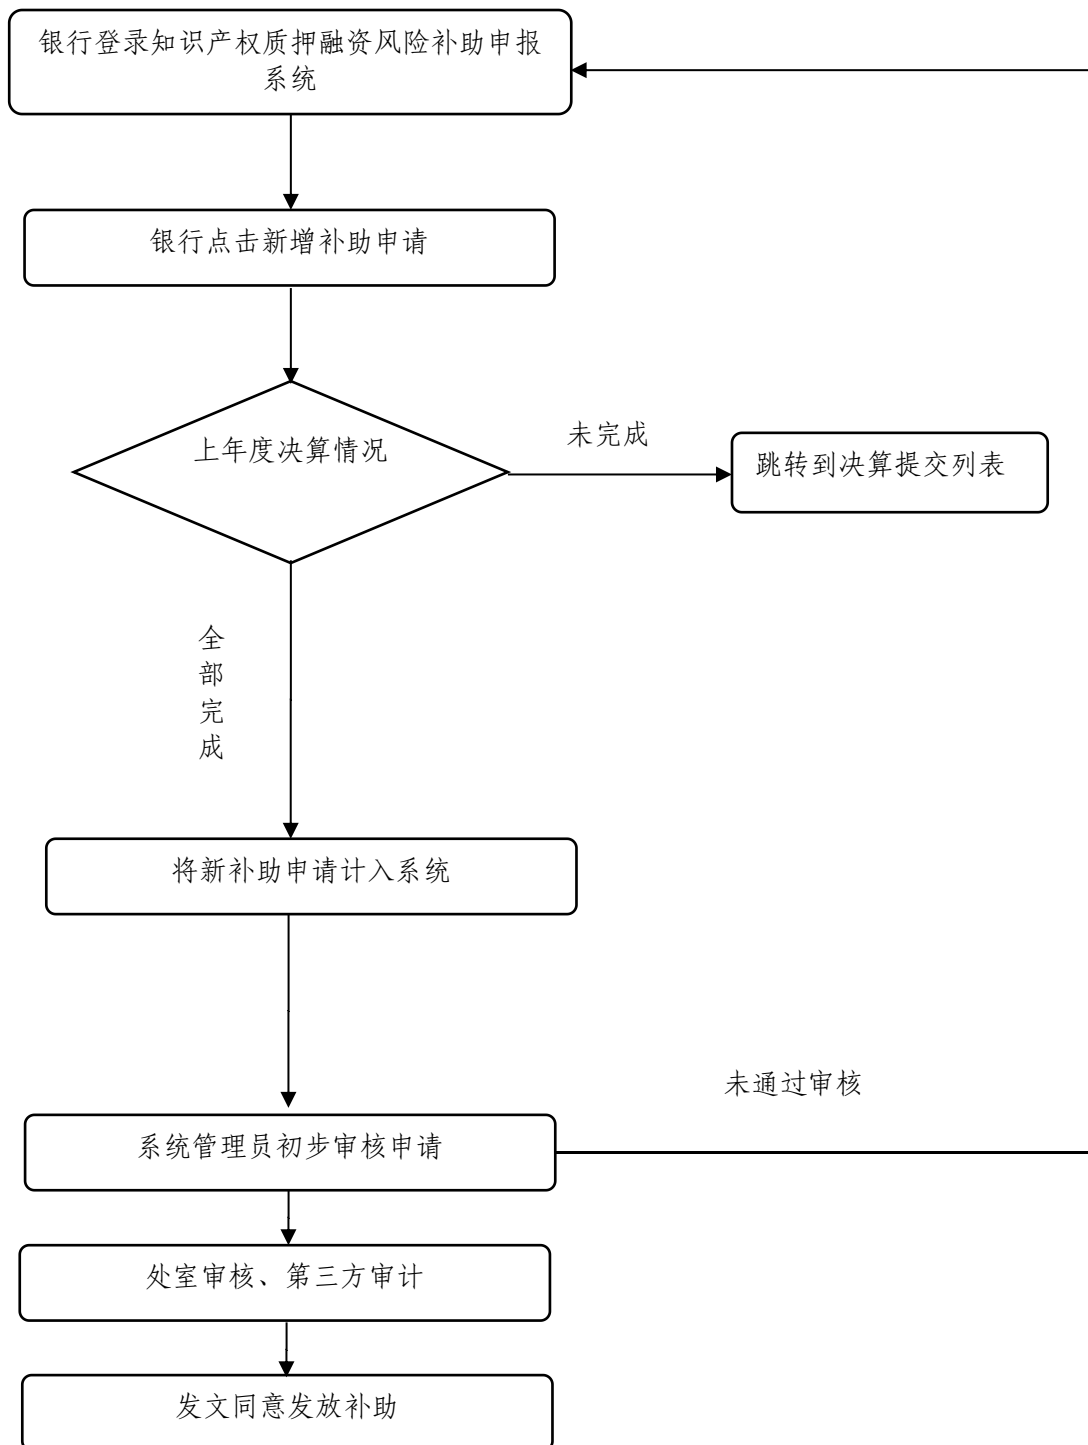 银行登录知识产权质押融资风险补助申报
系统
银行点击新增补助申请
上年度决算情况
未完成
跳转到决算提交列表
全
部
完
成
将新补助申请计入系统
未通过审核
系统管理员初步审核申请
处室审核、第三方审计
发文同意发放补助